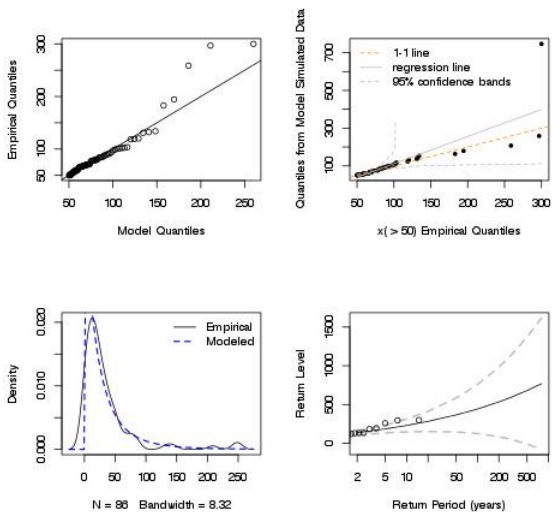 Empirical Quantiles
300
200
100
50
50
100
150
200
250
Model Quantiles
Quantiles from Model Simulated Data
700
500
300
100
1-1 line
regression line
95% confidence bands
50
100
150
200
250
300
x( > 50) Empirical Quantiles
Density
0.020
0.010
0.000
Empirical
Modeled
0
50
100
150
200
250
N = 86 Bandwidth = 8.32
Return Level
1500
1000
500
0
2
5
10
50
200
500
Return Period (years)